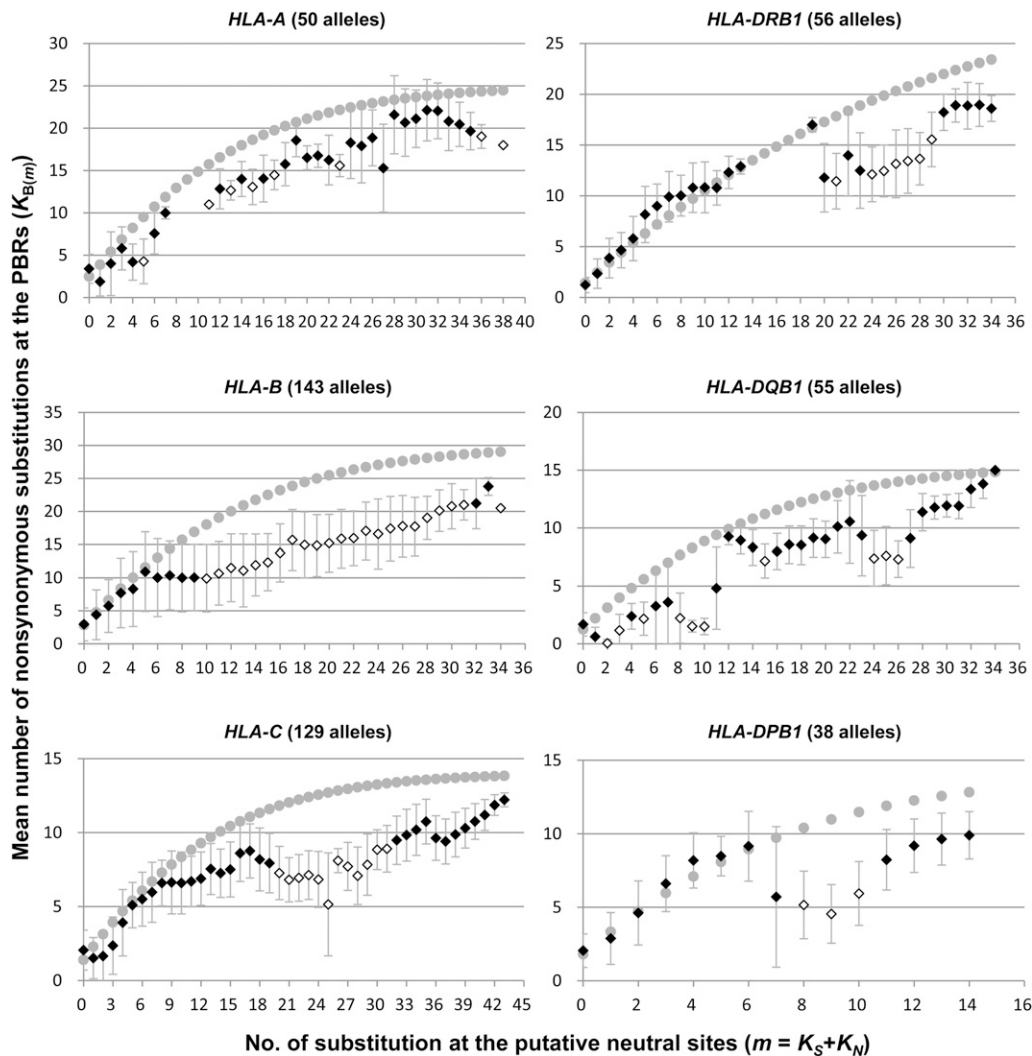 HLA-A (50 alleles)
30
25
20
15
10
5
0
0 2 4 6 8 10 12 14 16 18 20 22 24 26 28 30 32 34 36 38 40
HLA-DRB1 (56 alleles)
25
20
15
10
5
0
0 2 4 6 8 10 12 14 16 18 20 22 24 26 28 30 32 34 36
HLA-B (143 alleles)
35
30
25
20
15
10
5
0
0 2 4 6 8 10 12 14 16 18 20 22 24 26 28 30 32 34 36
HLA-DQB1 (55 alleles)
20
15
10
5
0
0 2 4 6 8 10 12 14 16 18 20 22 24 26 28 30 32 34 36
HLA-C (129 alleles)
15
10
5
0
0 3 6 9 12 15 18 21 24 27 30 33 36 39 42 45
HLA-DPB1 (38 alleles)
15
10
5
0
0 2 4 6 8 10 12 14 16
Mean number of nonsynonymous substitutions at the PBRs (KB(m))
No. of substitution at the putative neutral sites (m = KS+KN)